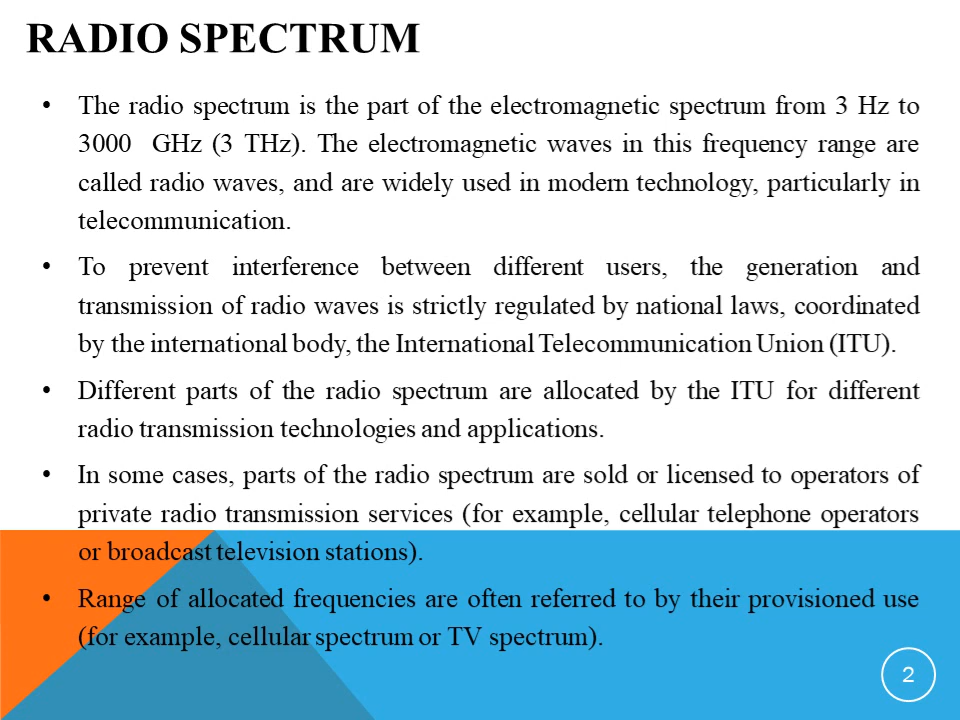 RADIO SPECTRUM
• The radio spectrum is the part of the electromagnetic spectrum from 3 Hz to
3000 GHz (3 THz). The electromagnetic waves in this frequency range are
called radio waves, and are widely used in modern technology, particularly in
telecommunication.
• To prevent interference between different users, the generation and
transmission of radio waves is strictly regulated by national laws, coordinated
by the international body, the International Telecommunication Union (ITU).
• Different parts of the radio spectrum are allocated by the ITU for different
radio transmission technologies and applications.
• In some cases, parts of the radio spectrum are sold or licensed to operators of
private radio transmission services (for example, cellular telephone operators
or broadcast television stations).
• Range of allocated frequencies are often referred to by their provisioned use
(for example, cellular spectrum or TV spectrum).
2